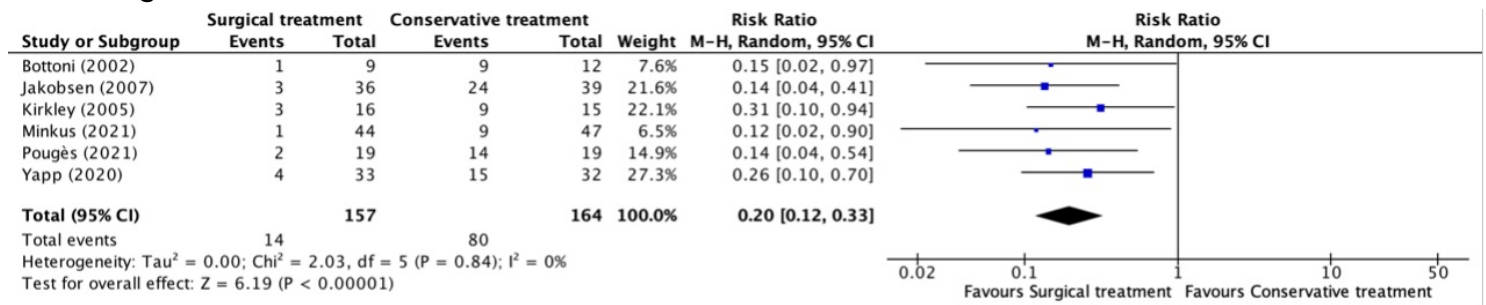 Surgical treatment Conservative treatment Risk Ratio Risk Ratio
Study or Subgroup Events Total Events Total Weight M-H, Random, 95% CI M-H, Random, 95% CI
Bottoni (2002) 1 9 9 12 7.6% 0.15 [0.02, 0.97]
Jakobsen (2007) 3 36 24 39 21.6% 0.14 [0.04, 0.41]
Kirkley (2005) 3 16 9 15 22.1% 0.31 [0.10, 0.94]
Minkus (2021) 1 44 9 47 6.5% 0.12 [0.02, 0.90]
Pougès (2021) 2 19 14 19 14.9% 0.14 [0.04, 0.54]
Yapp (2020) 4 33 15 32 27.3% 0.26 [0.10, 0.70]
Total (95% CI) 157 164 100.0% 0.20 [0.12, 0.33]
Total events 14 80
Heterogeneity: Tau² = 0.00; Chi² = 2.03, df = 5 (P = 0.84); I² = 0%
Test for overall effect: Z = 6.19 (P < 0.00001)
0.02 0.1 1 10 50
Favours Surgical treatment Favours Conservative treatment